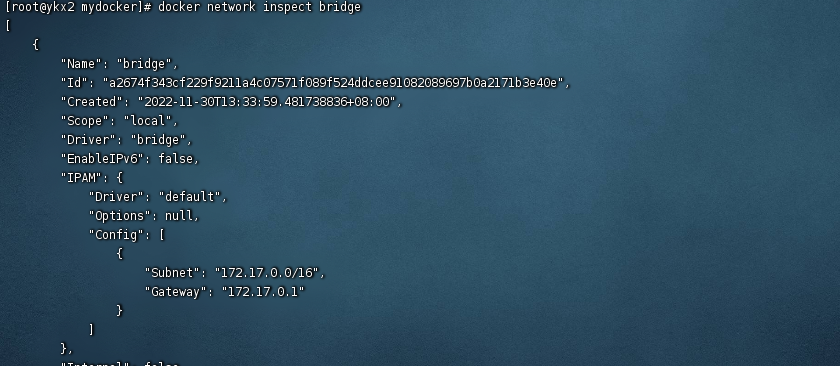 [root@ykx2 mydocker]# docker network inspect bridge
[
    {
        "Name": "bridge",
        "Id": "a2674f343cf229f9211a4c07571f089f524ddcee91082089697b0a2171b3e40e",
        "Created": "2022-11-30T13:33:59.481738836+08:00",
        "Scope": "local",
        "Driver": "bridge",
        "EnableIPv6": false,
        "IPAM": {
            "Driver": "default",
            "Options": null,
            "Config": [
                {
                    "Subnet": "172.17.0.0/16",
                    "Gateway": "172.17.0.1"
                }
            ]
        },
        "Internal": false